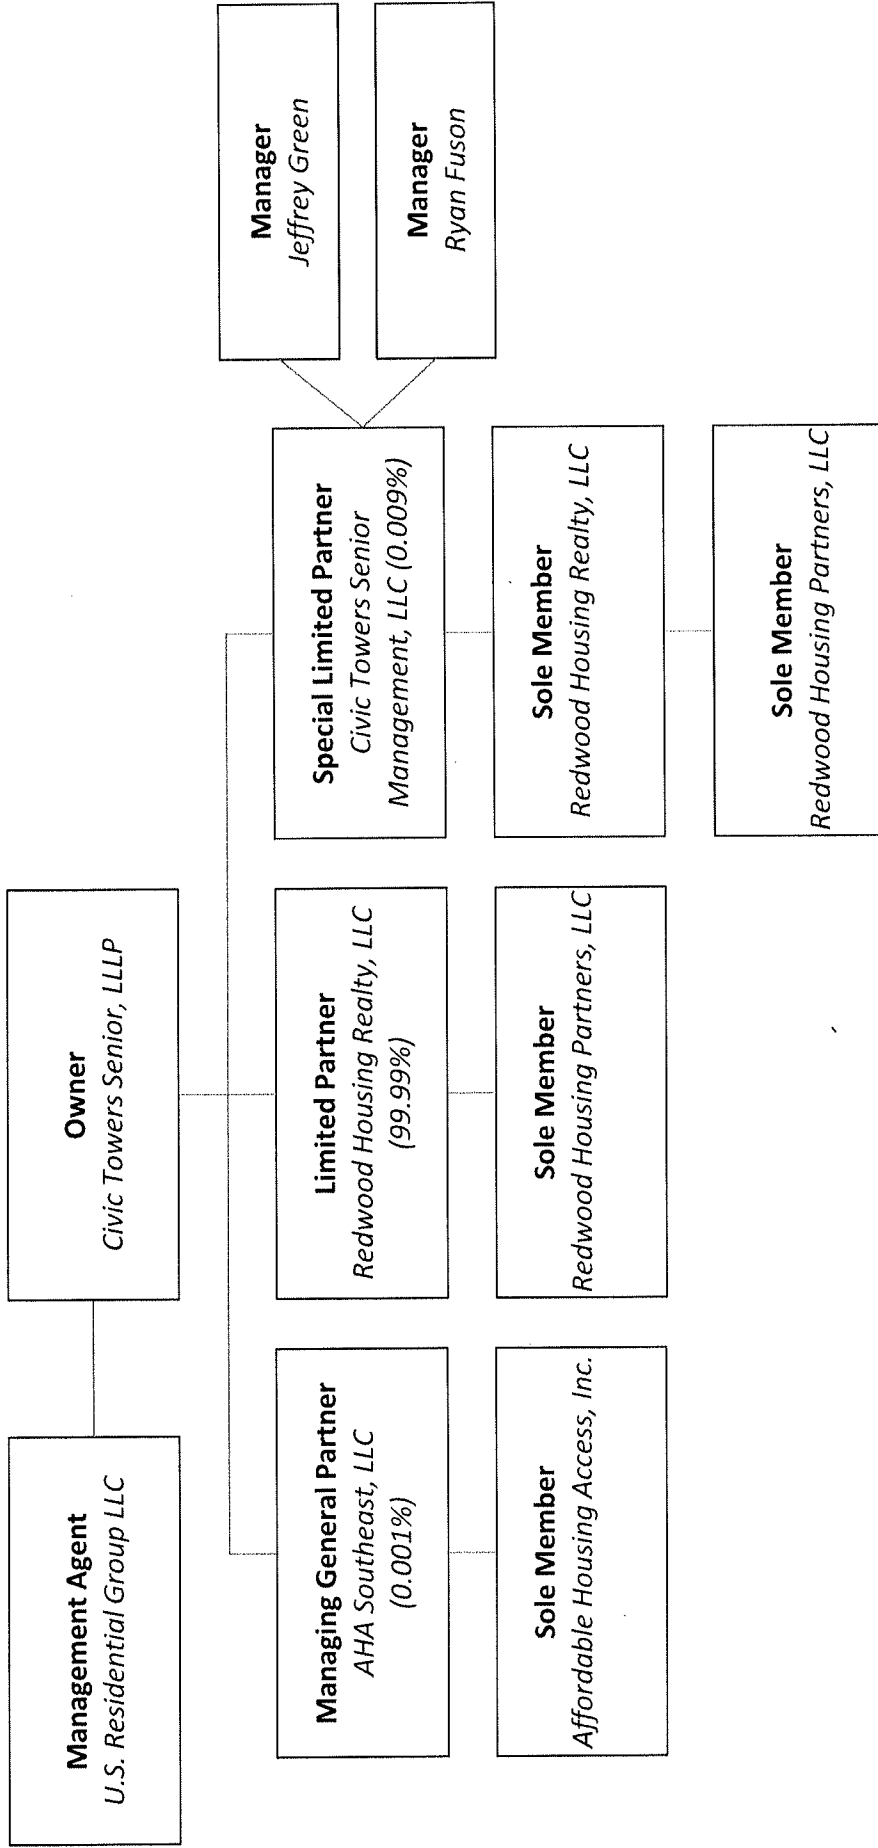 Management Agent
U.S. Residential Group LLC
Owner
Civic Towers Senior, LLLP
Managing General Partner
AHA Southeast, LLC
(0.001%)
Limited Partner
Redwood Housing Realty, LLC
(99.99%)
Special Limited Partner
Civic Towers Senior
Management, LLC (0.009%)
Manager
Jeffrey Green
Manager
Ryan Fuson
Sole Member
Affordable Housing Access, Inc.
Sole Member
Redwood Housing Partners, LLC
Sole Member
Redwood Housing Realty, LLC
Sole Member
Redwood Housing Partners, LLC